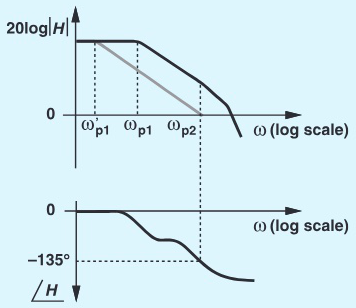 20log|H|
0
ω'p1 ωp1 ωp2 ω (log scale)
0
ω (log scale)
−135°
∠H